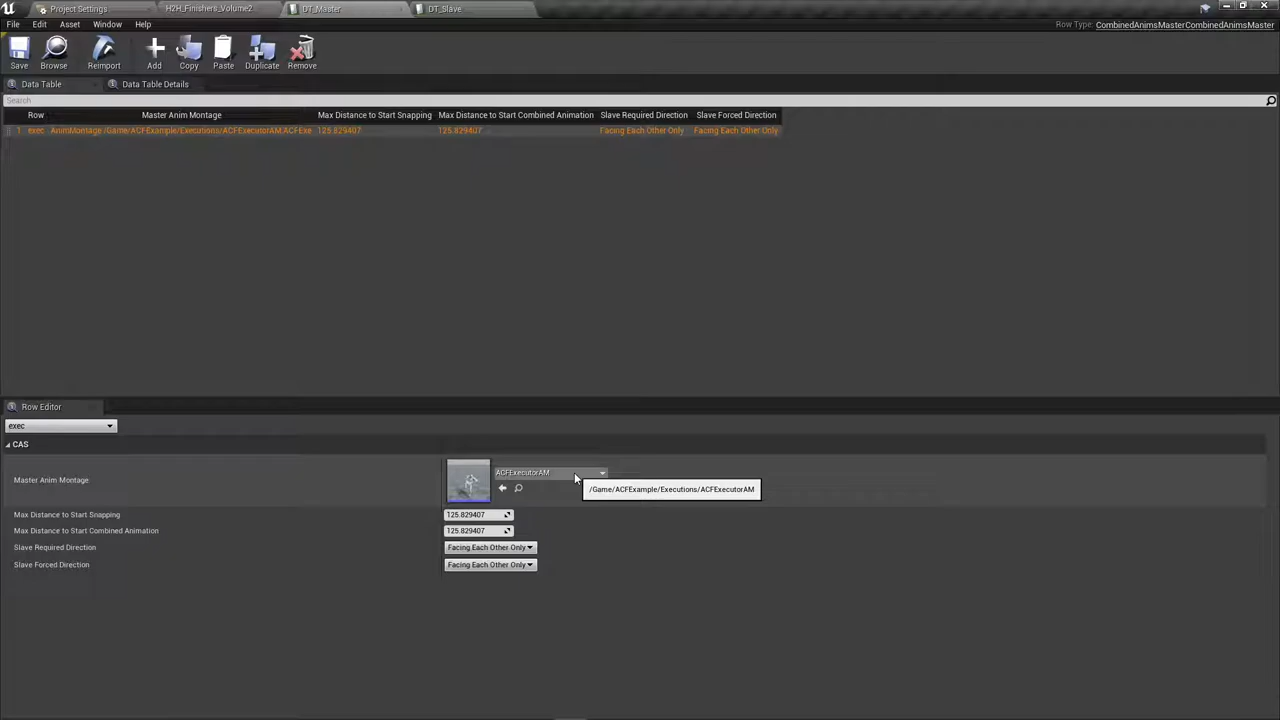 Project Settings
H2H_Finishers_Volume2
DT_Master
DT_Slave
File Edit Asset Window Help
Row Type: CombinedAnimsMasterCombinedAnimsMaster
Save Browse Reimport Add Copy Paste Duplicate Remove
Data Table
Data Table Details
Search
Row Master Anim Montage Max Distance to Start Snapping Max Distance to Start Combined Animation Slave Required Direction Slave Forced Direction
1 exec AnimMontage'/Game/ACFExample/Executions/ACFExecutorAM.ACFExe 125.829407 125.829407 Facing Each Other Only Facing Each Other Only
Row Editor
exec
CAS
Master Anim Montage
ACFExecutorAM
/Game/ACFExample/Executions/ACFExecutorAM
Max Distance to Start Snapping 125.829407
Max Distance to Start Combined Animation 125.829407
Slave Required Direction Facing Each Other Only
Slave Forced Direction Facing Each Other Only